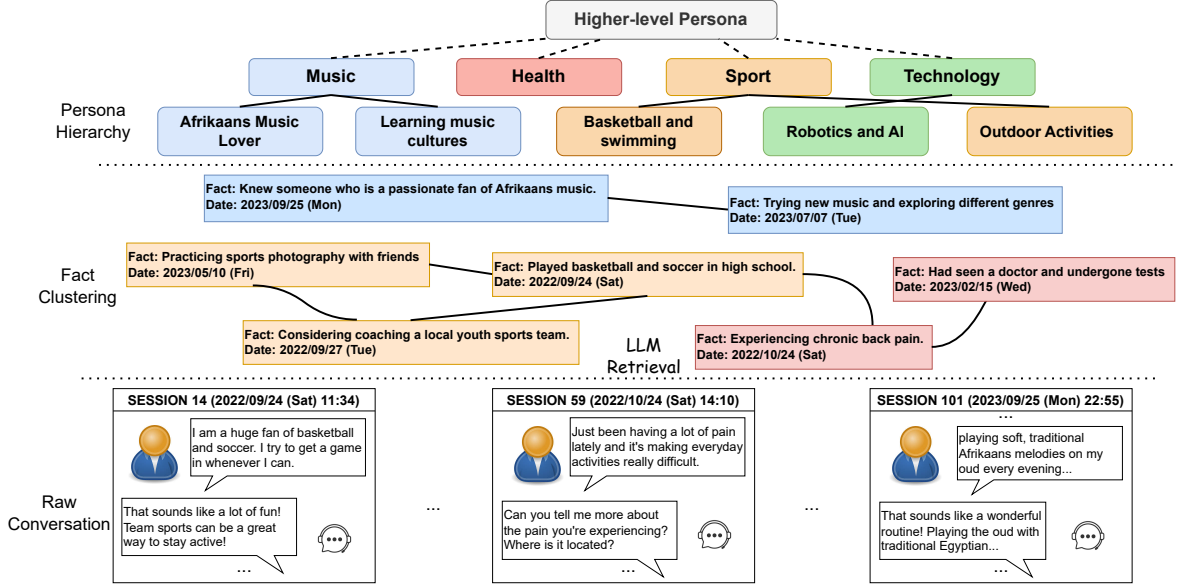 Higher-level Persona
Music
Health
Sport
Technology
Persona
Hierarchy
Afrikaans Music
Lover
Learning music
cultures
Basketball and
swimming
Robotics and AI
Outdoor Activities
Fact: Knew someone who is a passionate fan of Afrikaans music.
Date: 2023/09/25 (Mon)
Fact: Trying new music and exploring different genres
Date: 2023/07/07 (Tue)
Fact
Clustering
Fact: Practicing sports photography with friends
Date: 2023/05/10 (Fri)
Fact: Played basketball and soccer in high school.
Date: 2022/09/24 (Sat)
Fact: Had seen a doctor and undergone tests
Date: 2023/02/15 (Wed)
Fact: Considering coaching a local youth sports team.
Date: 2022/09/27 (Tue)
LLM
Retrieval
Fact: Experiencing chronic back pain.
Date: 2022/10/24 (Sat)
Raw
Conversation
SESSION 14 (2022/09/24 (Sat) 11:34)
I am a huge fan of basketball
and soccer. I try to get a game
in whenever I can.
That sounds like a lot of fun!
Team sports can be a great
way to stay active!
...
...
SESSION 59 (2022/10/24 (Sat) 14:10)
Just been having a lot of pain
lately and it's making everyday
activities really difficult.
Can you tell me more about
the pain you're experiencing?
Where is it located?
...
...
SESSION 101 (2023/09/25 (Mon) 22:55)
...
playing soft, traditional
Afrikaans melodies on my
oud every evening...
That sounds like a wonderful
routine! Playing the oud with
traditional Egyptian...
...